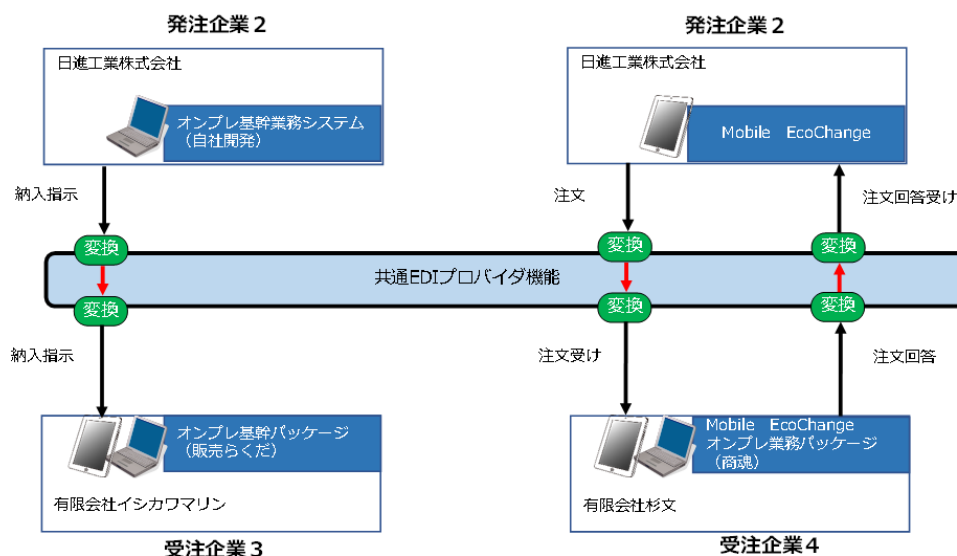 発注企業２
発注企業２
日進工業株式会社
オンプレ基幹業務システム
（自社開発）
日進工業株式会社
Mobile　EcoChange
納入指示
注文
注文回答受け
変換
変換
変換
共通EDIプロバイダ機能
変換
変換
変換
納入指示
注文受け
注文回答
オンプレ基幹パッケージ
（販売らくだ）
有限会社イシカワマリン
Mobile　EcoChange
オンプレ業務パッケージ
（商魂）
有限会社杉文
受注企業３
受注企業４